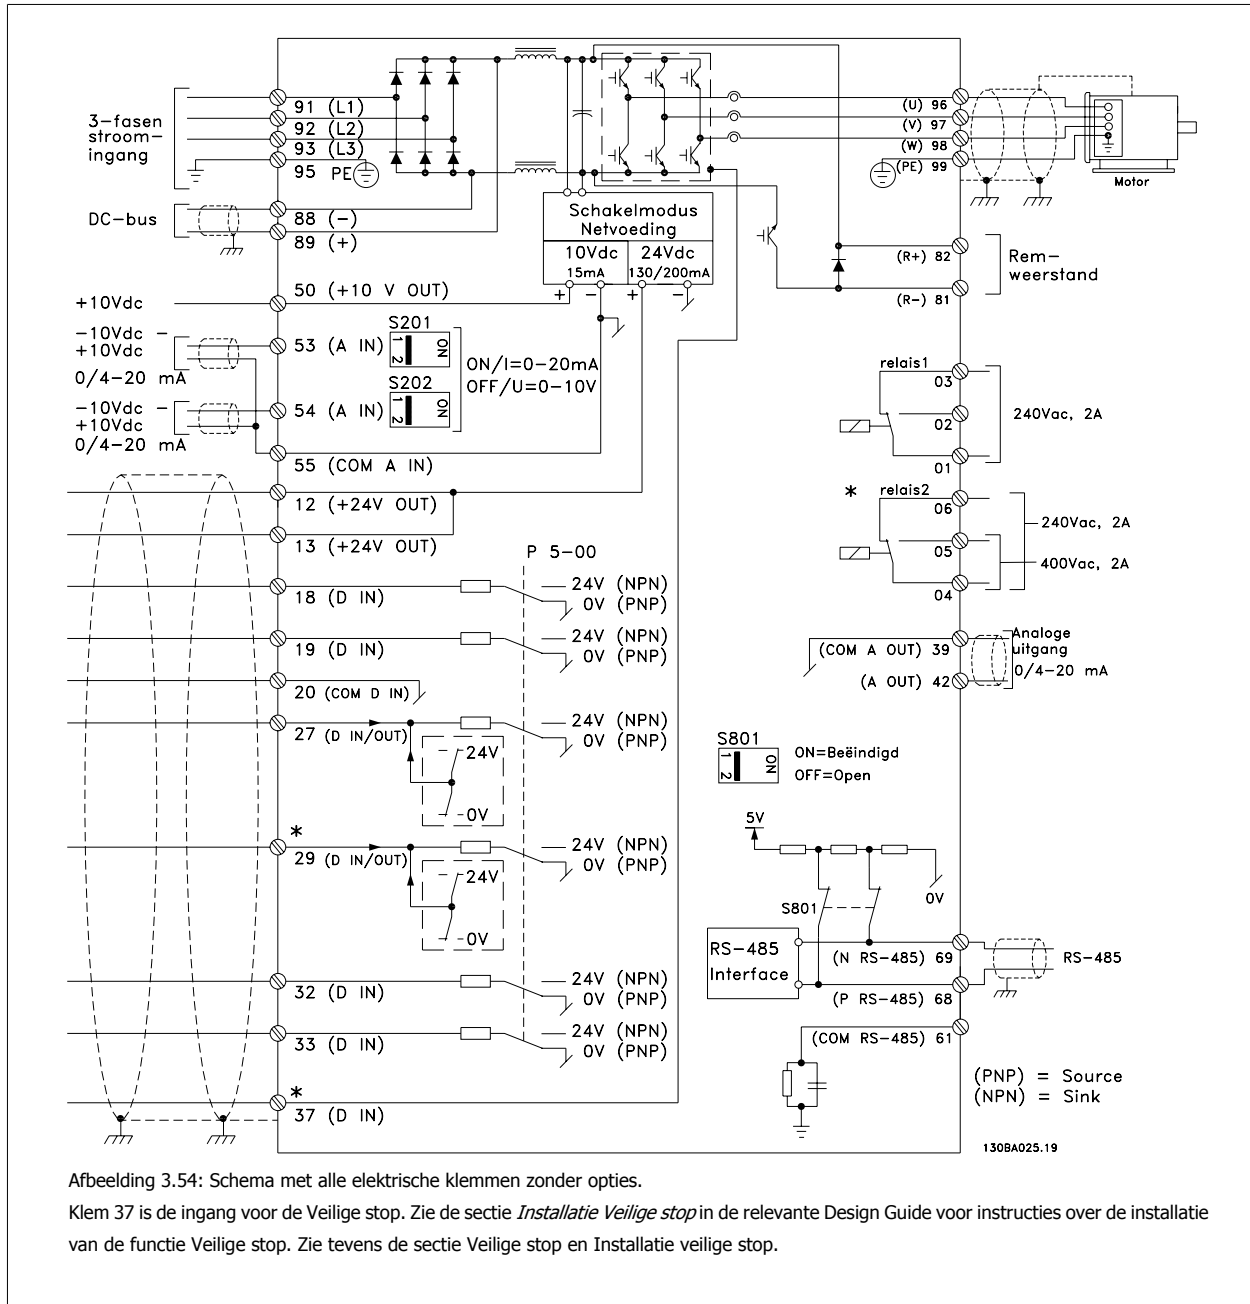 3-fasen
stroom-
ingang
91 (L1)
92 (L2)
93 (L3)
95 PE
DC-bus
88 (-)
89 (+)
+10Vdc
50 (+10 V OUT)
-10Vdc -
+10Vdc
0/4-20 mA
53 (A IN)
S201
1 2
ON
ON/I=0-20mA
OFF/U=0-10V
-10Vdc -
+10Vdc
0/4-20 mA
54 (A IN)
S202
1 2
ON
55 (COM A IN)
12 (+24V OUT)
13 (+24V OUT)
P 5-00
18 (D IN)
24V (NPN)
0V (PNP)
19 (D IN)
24V (NPN)
0V (PNP)
20 (COM D IN)
27 (D IN/OUT)
24V (NPN)
0V (PNP)
24V
0V
*
29 (D IN/OUT)
24V (NPN)
0V (PNP)
24V
0V
32 (D IN)
24V (NPN)
0V (PNP)
33 (D IN)
24V (NPN)
0V (PNP)
*
37 (D IN)
Schakelmodus
Netvoeding
10Vdc
15mA
24Vdc
130/200mA
+ - + -
(U) 96
(V) 97
(W) 98
(PE) 99
Motor
(R+) 82
(R-) 81
Rem-
weerstand
relais1
03
02
01
240Vac, 2A
*
relais2
06
05
04
240Vac, 2A
400Vac, 2A
(COM A OUT) 39
(A OUT) 42
Analoge
uitgang
0/4-20 mA
S801
1 2
ON
ON=Beëindigd
OFF=Open
5V
S801
0V
RS-485
Interface
(N RS-485) 69
(P RS-485) 68
RS-485
(COM RS-485) 61
(PNP) = Source
(NPN) = Sink
130BA025.19
Afbeelding 3.54: Schema met alle elektrische klemmen zonder opties.
Klem 37 is de ingang voor de Veilige stop. Zie de sectie Installatie Veilige stop in de relevante Design Guide voor instructies over de installatie
van de functie Veilige stop. Zie tevens de sectie Veilige stop en Installatie veilige stop.